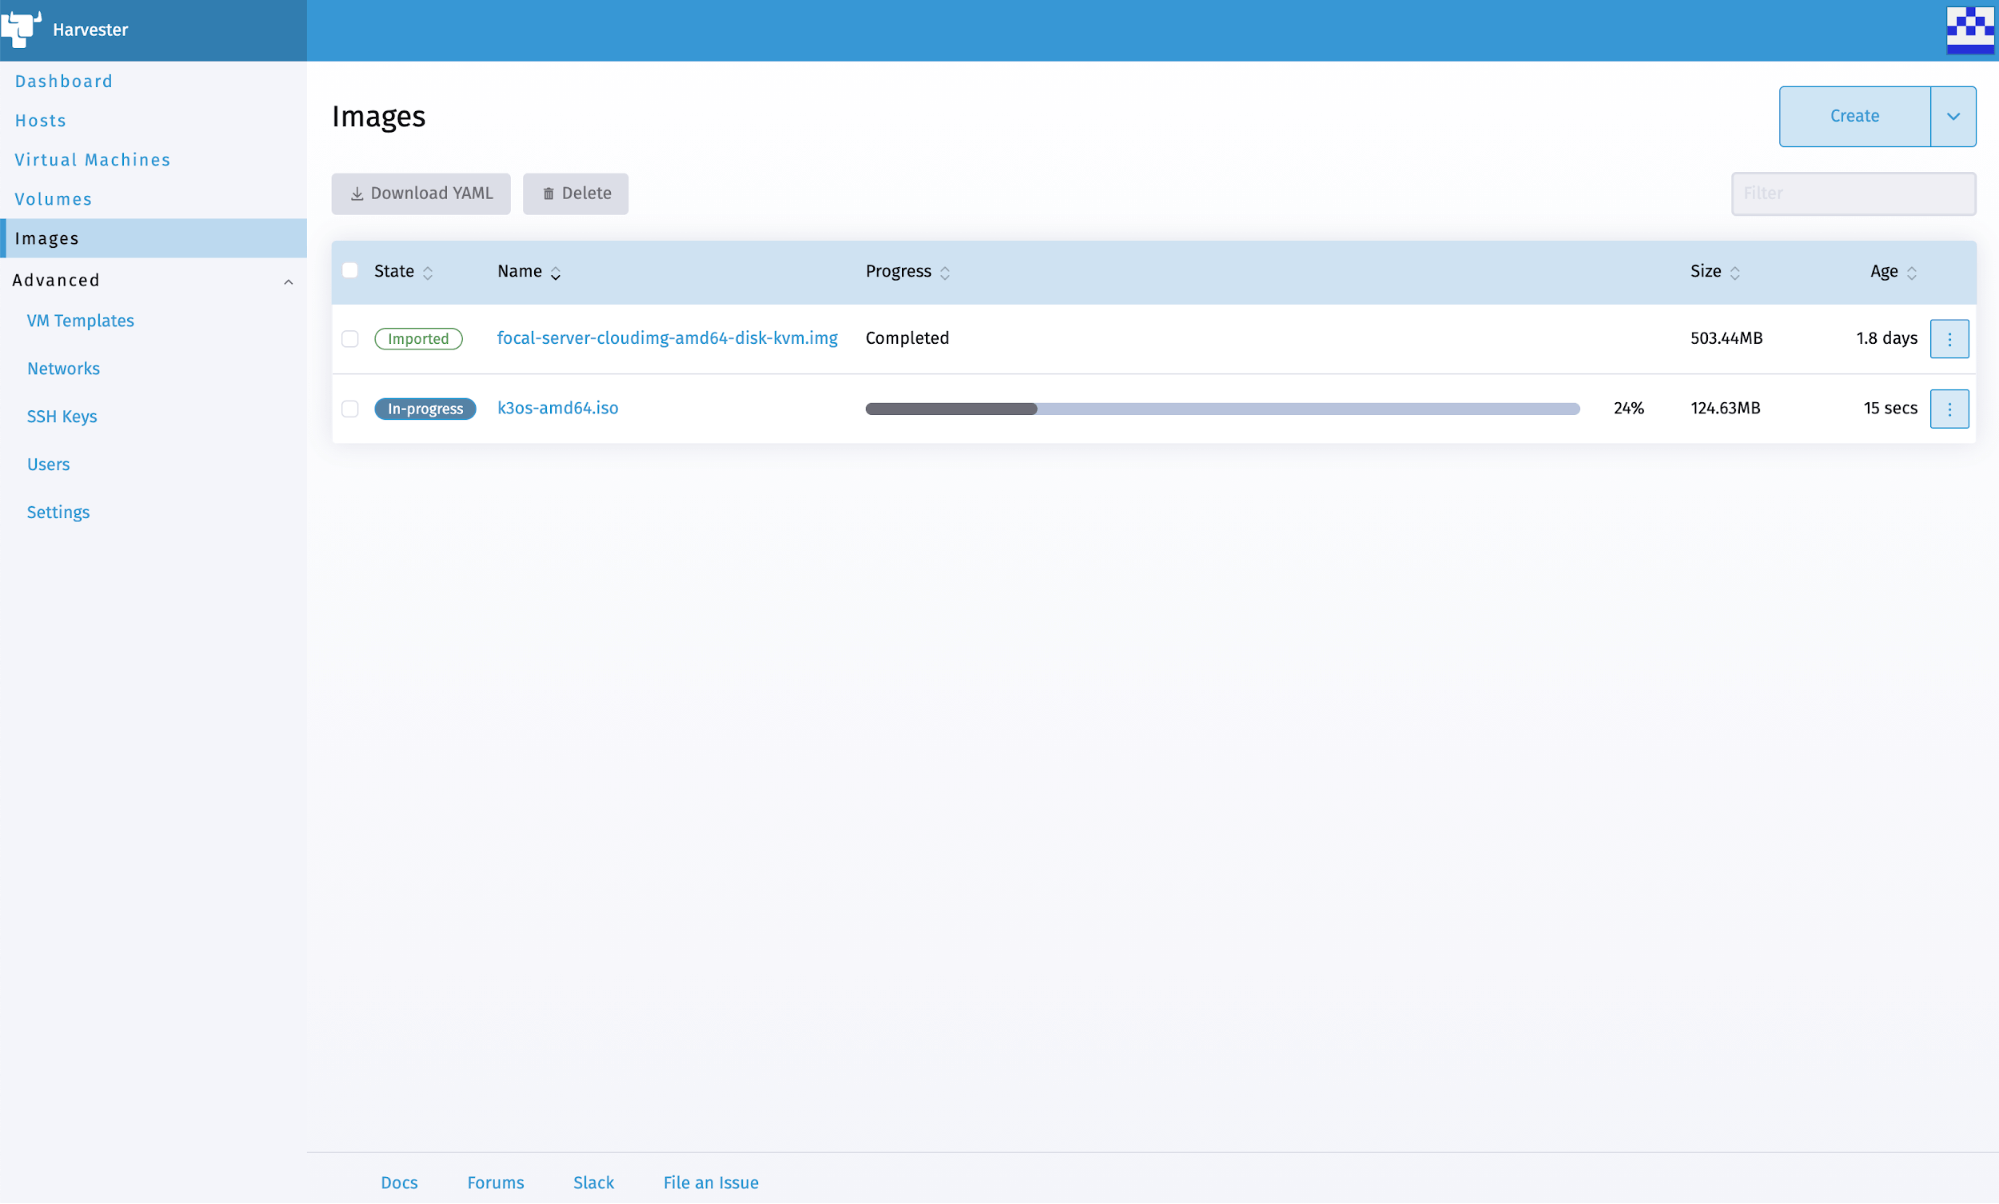 Harvester
Dashboard
Hosts
Virtual Machines
Volumes
Images
Advanced
VM Templates
Networks
SSH Keys
Users
Settings
Images
Create
Download YAML
Delete
Filter
State Name Progress Size Age
Imported focal-server-cloudimg-amd64-disk-kvm.img Completed 503.44MB 1.8 days
In-progress k3os-amd64.iso 24% 124.63MB 15 secs
Docs Forums Slack File an Issue